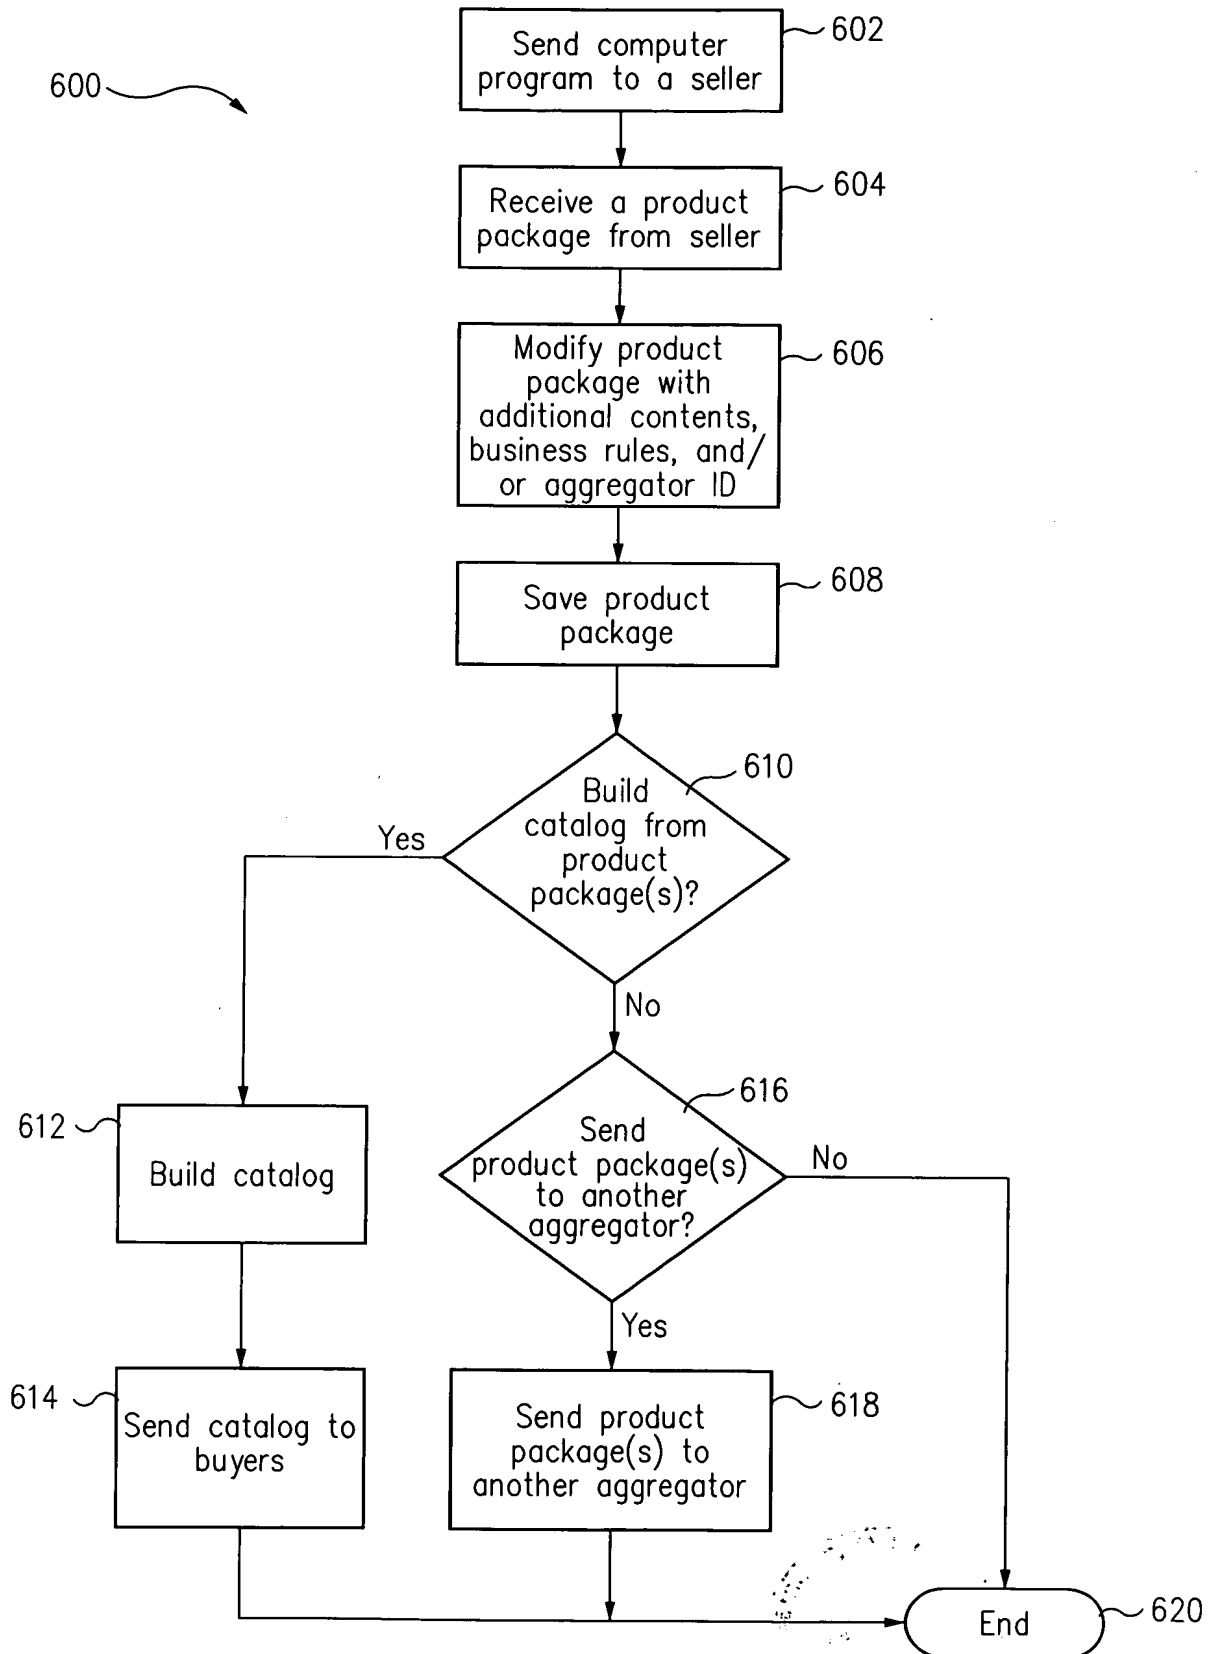 602
Send computer
program to a seller
600
604
Receive a product
package from seller
606
Modify product
package with
additional contents,
business rules, and/
or aggregator ID
608
Save product
package
610
Build
catalog from
product
package(s)?
Yes
No
616
Send
product package(s)
to another
aggregator?
No
612
Build catalog
Yes
614
Send catalog to
buyers
618
Send product
package(s) to
another aggregator
End
620